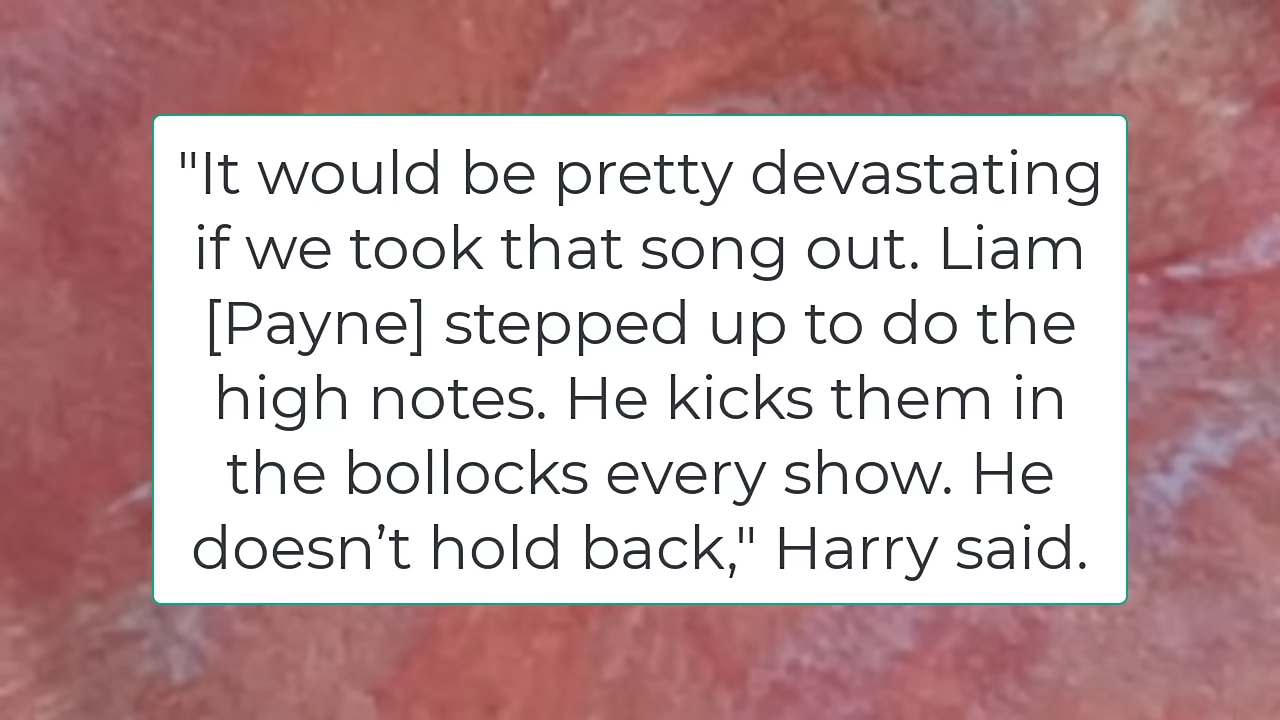 "It would be pretty devastating
if we took that song out. Liam
[Payne] stepped up to do the
high notes. He kicks them in
the bollocks every show. He
doesn’t hold back," Harry said.